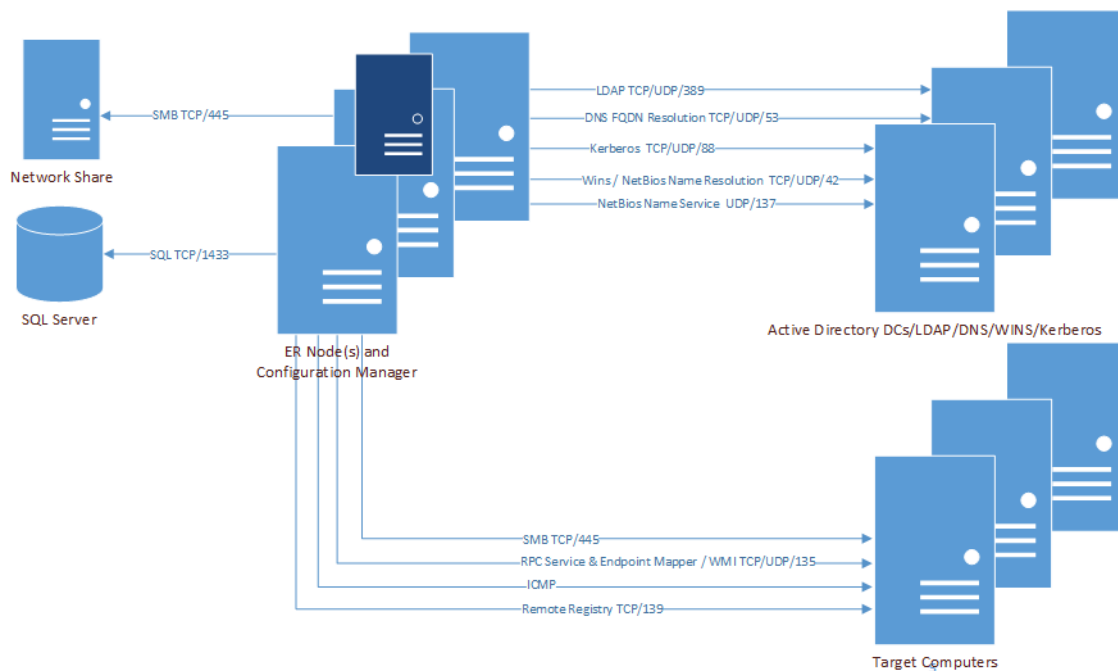 LDAP TCP/UDP/389
SMB TCP/445
DNS FQDN Resolution TCP/UDP/53
Kerberos TCP/UDP/88
Network Share
Wins / NetBios Name Resolution TCP/UDP/42
NetBios Name Service UDP/137
SQL TCP/1433
SQL Server
Active Directory DCs/LDAP/DNS/WINS/Kerberos
ER Node(s) and
Configuration Manager
SMB TCP/445
RPC Service & Endpoint Mapper / WMI TCP/UDP/135
ICMP
Remote Registry TCP/139
Target Computers